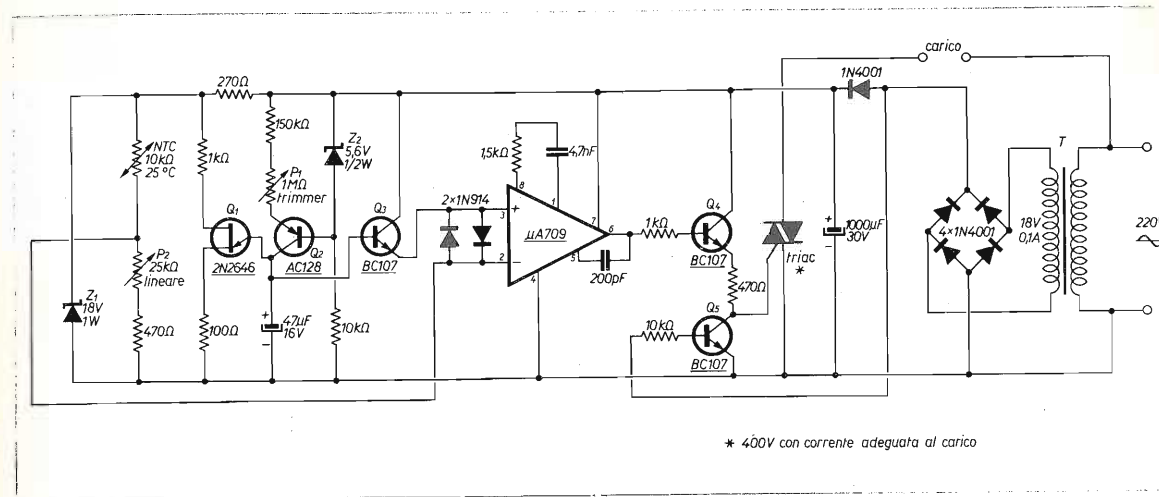 carico
270Ω
1N4001
NTC
10kΩ
25°C
1kΩ
150kΩ
P1
1MΩ
trimmer
Z2
5,6V
1/2W
1,5kΩ
4,7nF
T
Q1
2N2646
Q2
AC128
Q3
BC107
2×1N914
8
1
3
+
μA709
7
6
2
−
5
4
200pF
1kΩ
Q4
BC107
triac
*
+
1000μF
30V
−
4×1N4001
18V
0,1A
220
P2
25kΩ
lineare
Z1
18V
1W
470Ω
100Ω
+
47μF
16V
−
10kΩ
470Ω
10kΩ
Q5
BC107
* 400V con corrente adeguata al carico